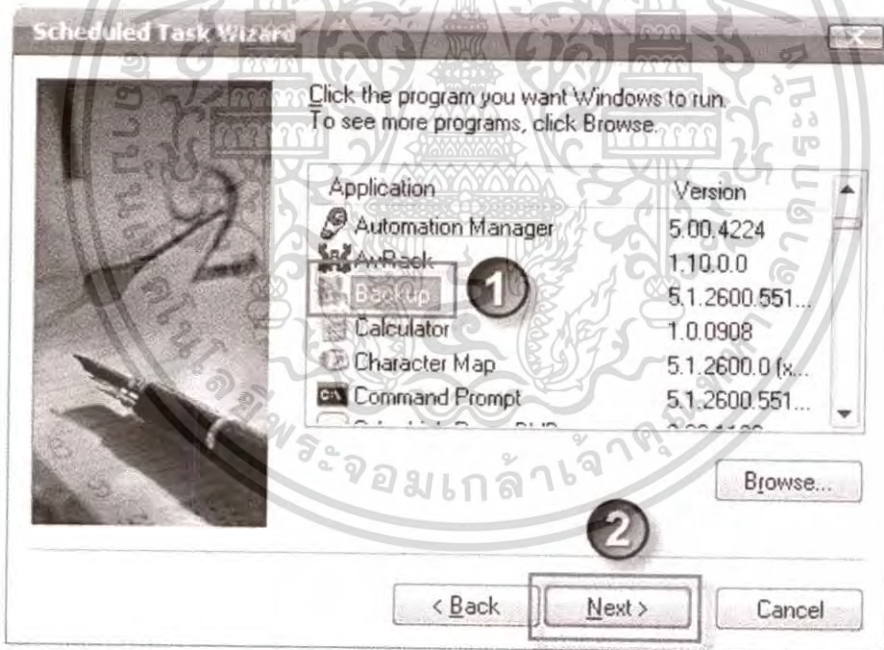 Scheduled Task Wizard
Click the program you want Windows to run.
To see more programs, click Browse.
Application Version
Automation Manager 5.00.4224
AvRack 1.10.0.0
Backup 5.1.2600.551...
1
Calculator 1.0.0908
Character Map 5.1.2600.0 (x...
Command Prompt 5.1.2600.551...
Browse...
2
< Back Next > Cancel